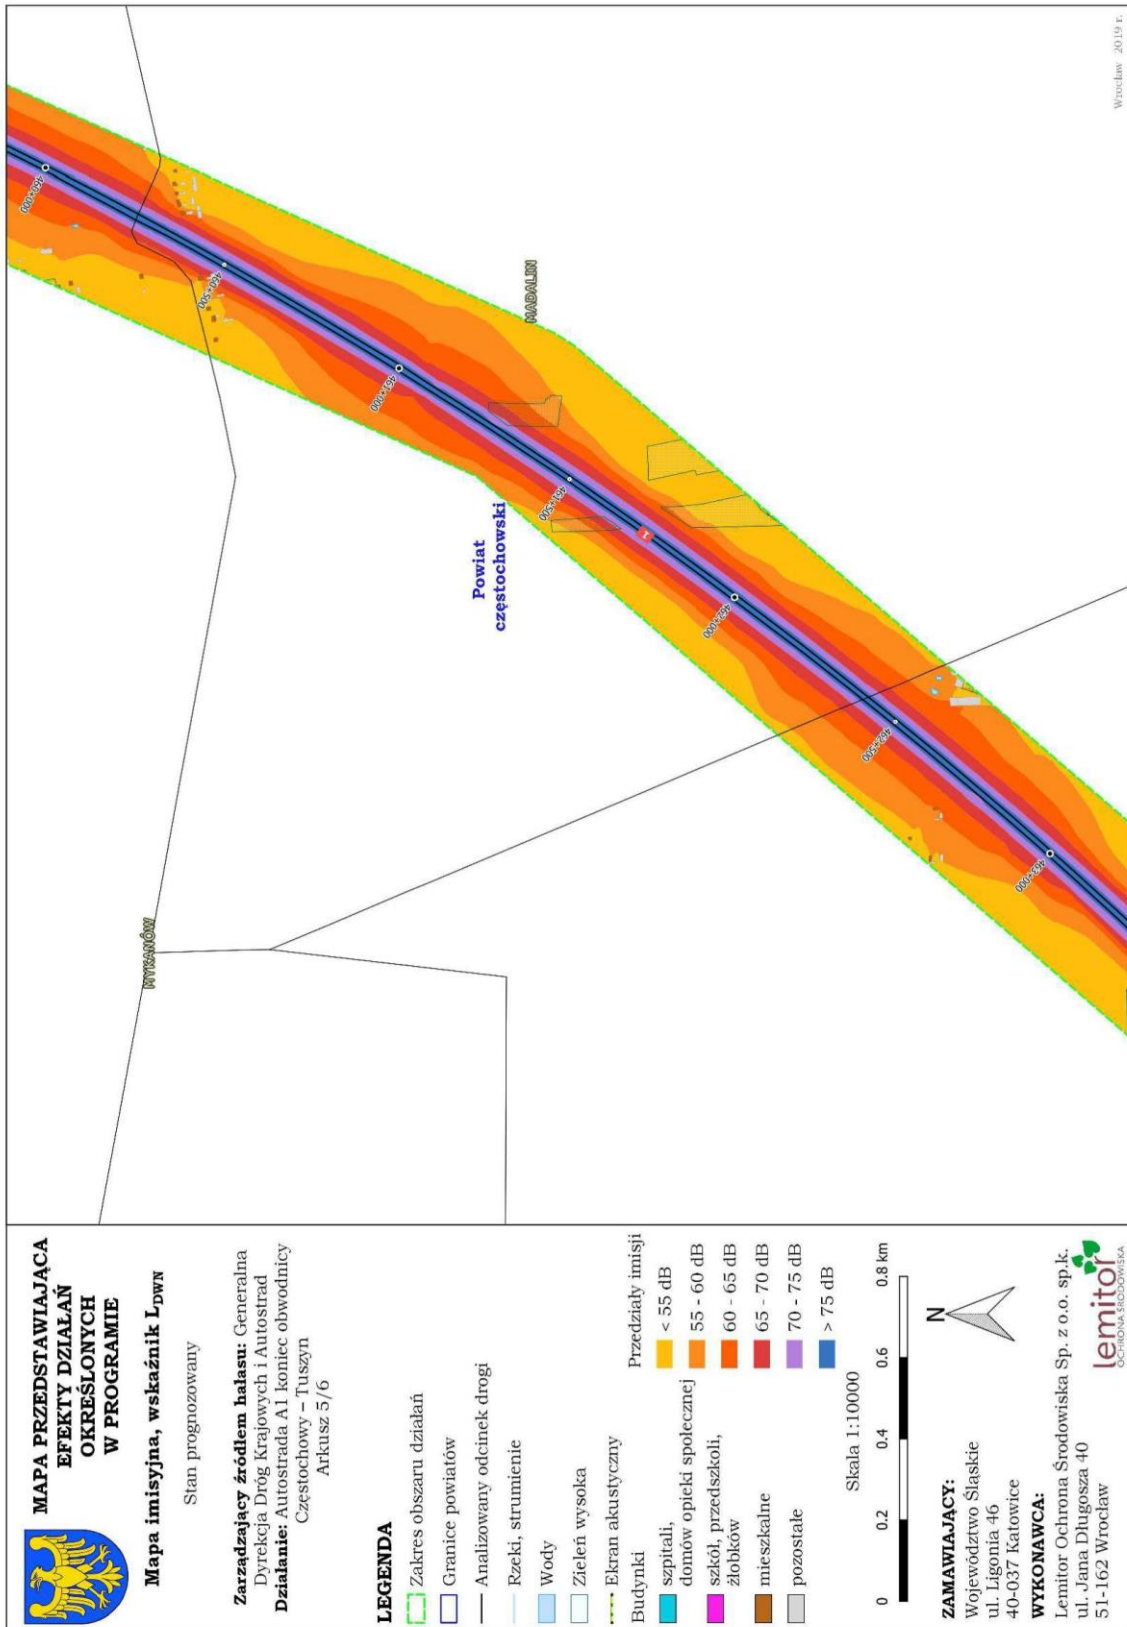 MAPA PRZEDSTAWIAJĄCA
EFEKTY DZIAŁAŃ
OKREŚLONYCH
W PROGRAMIE
Mapa imisyjna, wskaźnik L_DWN
Stan prognozowany
Zarządzający źródłem hałasu: Generalna
Dyrekcja Dróg Krajowych i Autostrad
Działanie: Autostrada A1 koniec obwodnicy
Częstochowy – Tuszyn
Arkusz 5/6
LEGENDA
Zakres obszaru działań
Granice powiatów
Analizowany odcinek drogi
Rzeki, strumienie
Wody
Zieleń wysoka
Ekran akustyczny
Budynki
szpitali,
domów opieki społecznej
szkół, przedszkoli,
żłobków
mieszkalne
pozostałe
Przedziały imisji
< 55 dB
55 - 60 dB
60 - 65 dB
65 - 70 dB
70 - 75 dB
> 75 dB
Skala 1:10000
0 0.2 0.4 0.6 0.8 km
N
ZAMAWIAJĄCY:
Województwo Śląskie
ul. Ligonia 46
40-037 Katowice
WYKONAWCA:
Lemitor Ochrona Środowiska Sp. z o.o. sp.k.
ul. Jana Długosza 40
51-162 Wrocław
lemitor
OCHRONA ŚRODOWISKA
MYKANÓW
Powiat
częstochowski
MADALIN
460+000
460+500
461+000
461+500
1
462+000
462+500
463+000
Wrocław 2019 r.